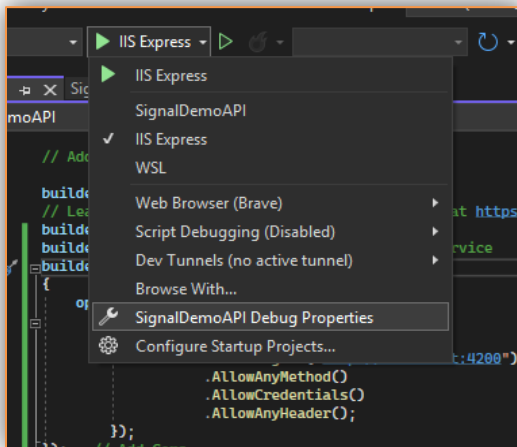 IIS Express
IIS Express
SignalDemoAPI
IIS Express
WSL
Web Browser (Brave)
Script Debugging (Disabled)
Dev Tunnels (no active tunnel)
Browse With...
SignalDemoAPI Debug Properties
Configure Startup Projects...
Sig
moAPI
// Add
builde
// Lea at https
builde
builde rvice
builde
{
op
t:4200")
.AllowAnyMethod()
.AllowCredentials()
.AllowAnyHeader();
});